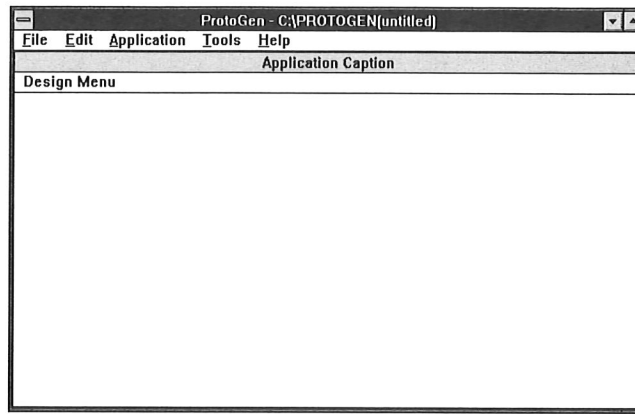 ProtoGen - C:\PROTOGEN(untitled)
File Edit Application Tools Help
Application Caption
Design Menu